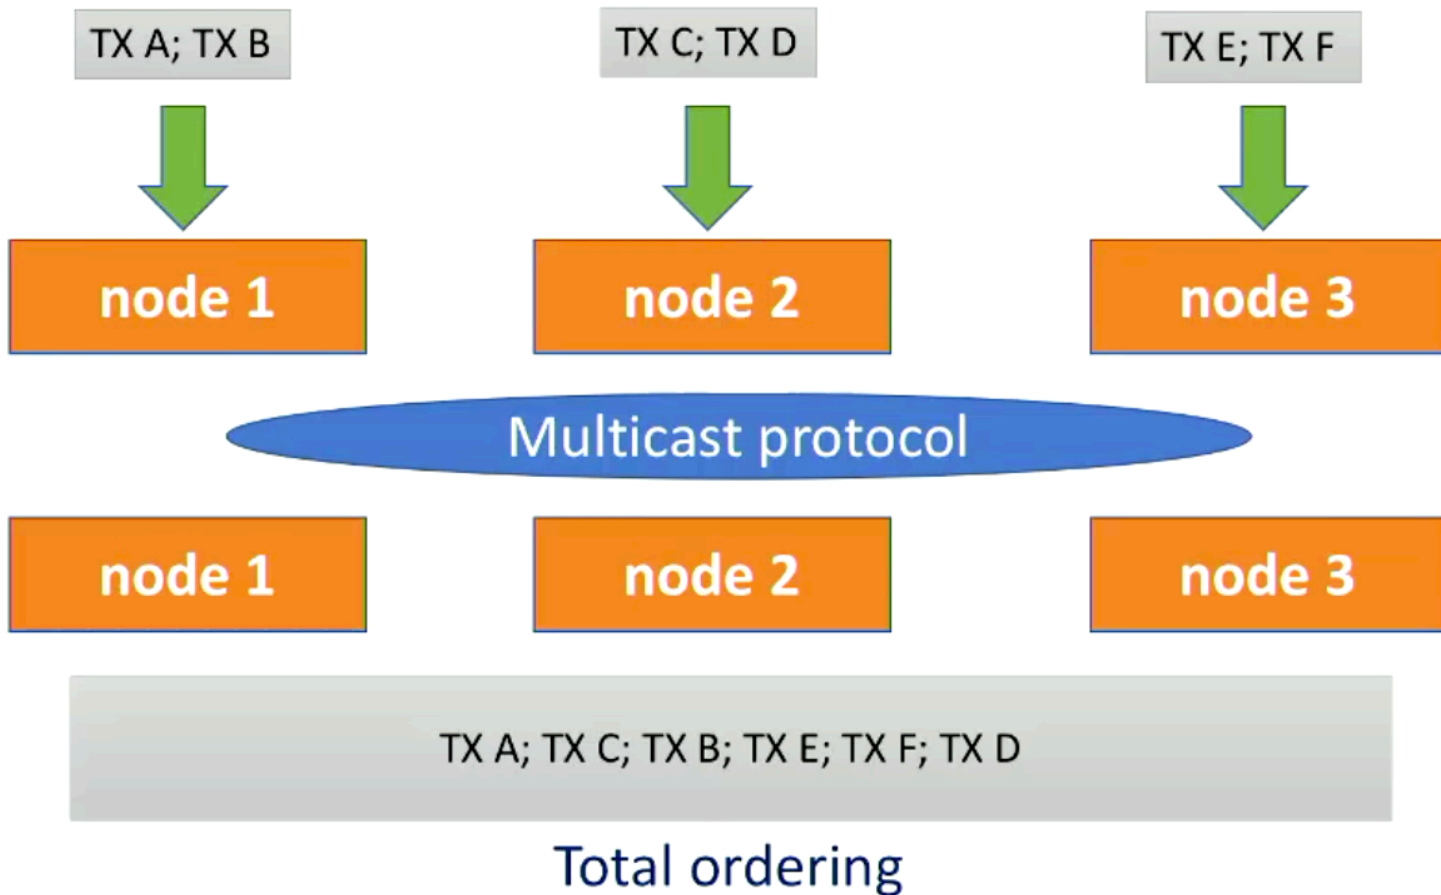 TX A; TX B
TX C; TX D
TX E; TX F
node 1
node 2
node 3
Multicast protocol
node 1
node 2
node 3
TX A; TX C; TX B; TX E; TX F; TX D
Total ordering